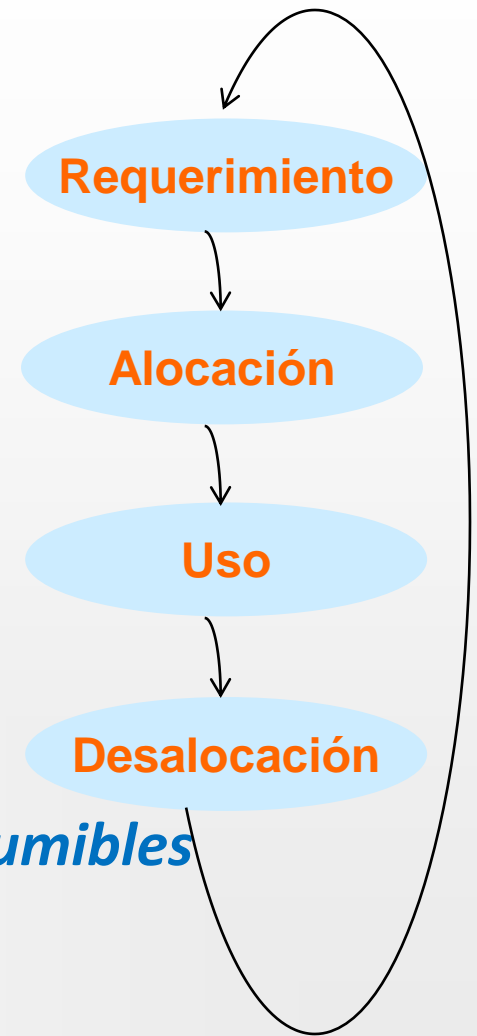 Requerimiento
Alocación
Uso
Desalocación
umibles